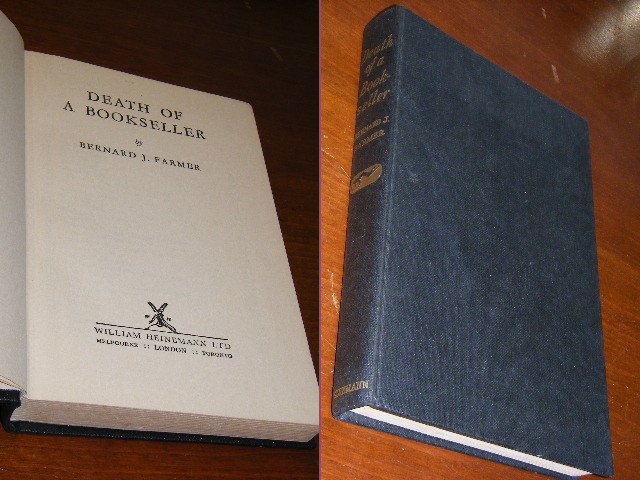 DEATH OF
A BOOKSELLER
by
BERNARD J. FARMER
WILLIAM HEINEMANN LTD
MELBOURNE :: LONDON :: TORONTO
Death
of a
Book-
seller
BERNARD J.
FARMER
HEINEMANN